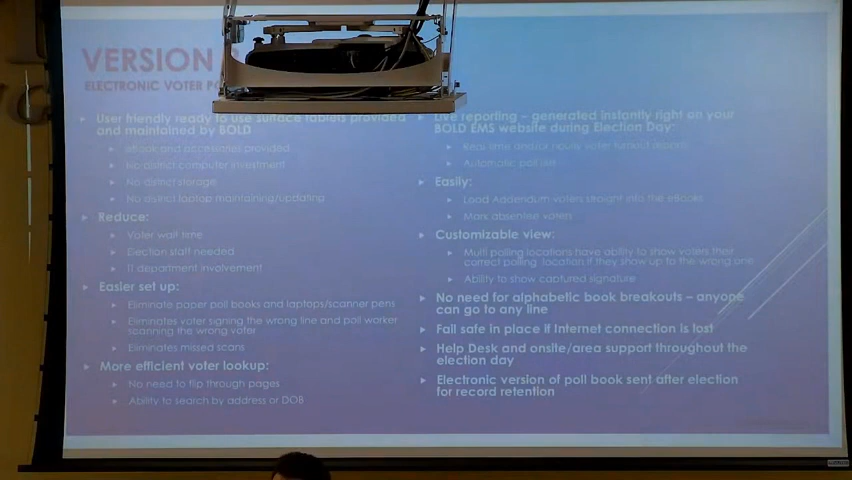 VERSION
ELECTRONIC VOTER
User friendly ready to use surface tablets provided
and maintained by BOLD
eBook and accessories provided
No district computer investment
No district storage
No district laptop maintaining/updating
Reduce:
Voter wait time
Election staff needed
IT department involvement
Easier set up:
Eliminate paper poll books and laptops/scanner pens
Eliminates voter signing the wrong line and poll worker
scanning the wrong voter
Eliminates missed scans
More efficient voter lookup:
No need to flip through pages
Ability to search by address or DOB
Live reporting – generated instantly right on your
BOLD EMS website during Election Day:
Real time and/or hourly voter turnout
Automatic poll list
Easily:
Load Addendum voters straight into the eBooks
Mark absentee voters
Customizable view:
Multi polling locations have ability to show voters their
correct polling location if they show up to the wrong one
Ability to show captured signature
No need for alphabetic book breakouts – anyone
can go to any line
Fail safe in place if Internet connection is lost
Help Desk and onsite/area support throughout the
election day
Electronic version of poll book sent after election
for record retention